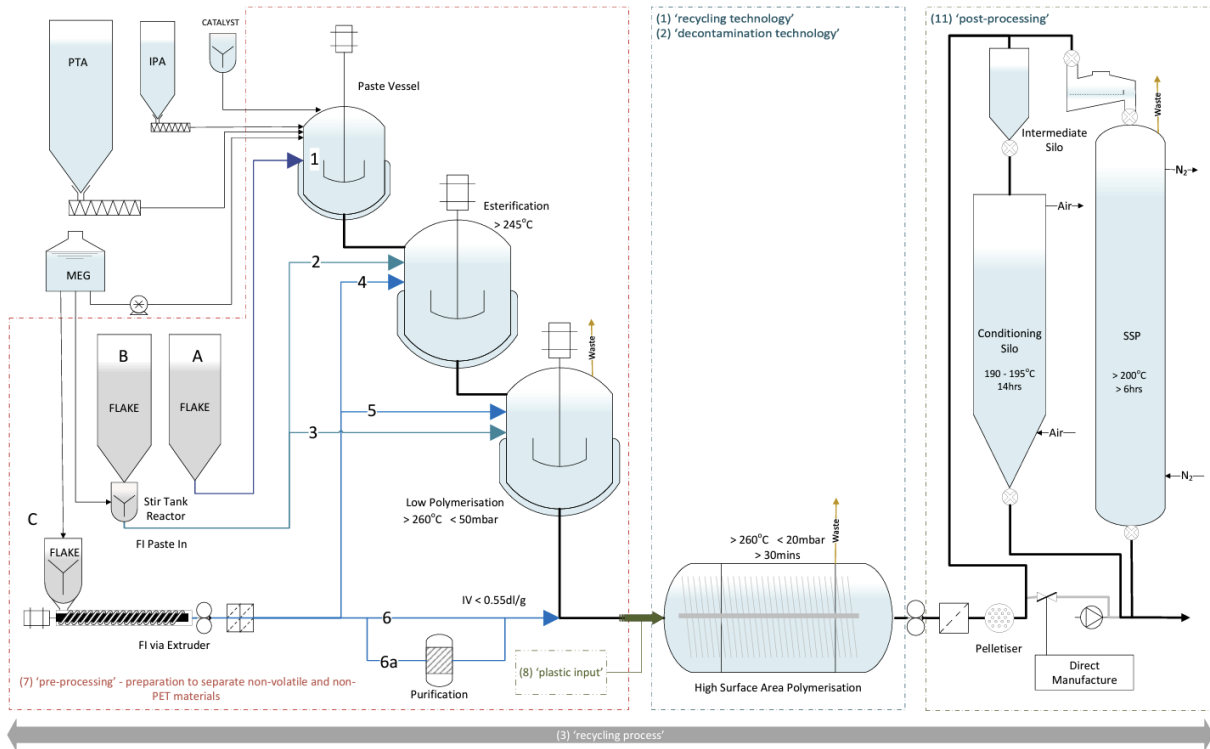 CATALYST
PTA
IPA
Paste Vessel
1
Esterification
> 245°C
2
4
MEG
B
A
FLAKE
FLAKE
Stir Tank
Reactor
FI Paste In
C
FLAKE
FI via Extruder
5
3
Waste
Low Polymerisation
> 260°C < 50mbar
IV < 0.55dl/g
6
6a
Purification
(7) ‘pre-processing’ - preparation to separate non-volatile and non-
PET materials
(8) ‘plastic input’
(1) ‘recycling technology’
(2) ‘decontamination technology’
> 260°C < 20mbar
> 30mins
Waste
High Surface Area Polymerisation
(11) ‘post-processing’
Intermediate
Silo
Waste
N₂
Air
Conditioning
Silo
190 - 195°C
14hrs
SSP
> 200°C
> 6hrs
Air
N₂
Pelletiser
Direct
Manufacture
(3) ‘recycling process’